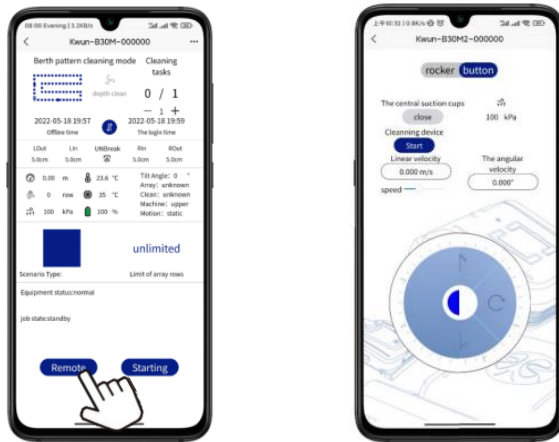 08:00 Evening | 1.2KB/s
Kwun-B30M-000000
Berth pattern cleaning mode
Cleaning tasks
depth clean
0 / 1
— 1 +
2022-05-18 19:57
Offline time
2022-05-18 19:59
The login time
LOut
LIn
UNBreak
RIn
ROut
5.0cm
5.0cm
5.0cm
5.0cm
0.00 m
23.6 ℃
Tilt Angle: 0 °
Array: unknown
0 row
35 ℃
Clean: unknown
Machine: upper
100 kPa
100 %
Motion: static
unlimited
Scenario Type:
Limit of array rows
Equipment status:normal
job state:standby
Remote
Starting
Kwun-B30M2-000000
rocker
button
The central suction cups
close
100 kPa
Cleanning device
Start
Linear velocity
0.000 m/s
The angular velocity
0.000°
speed